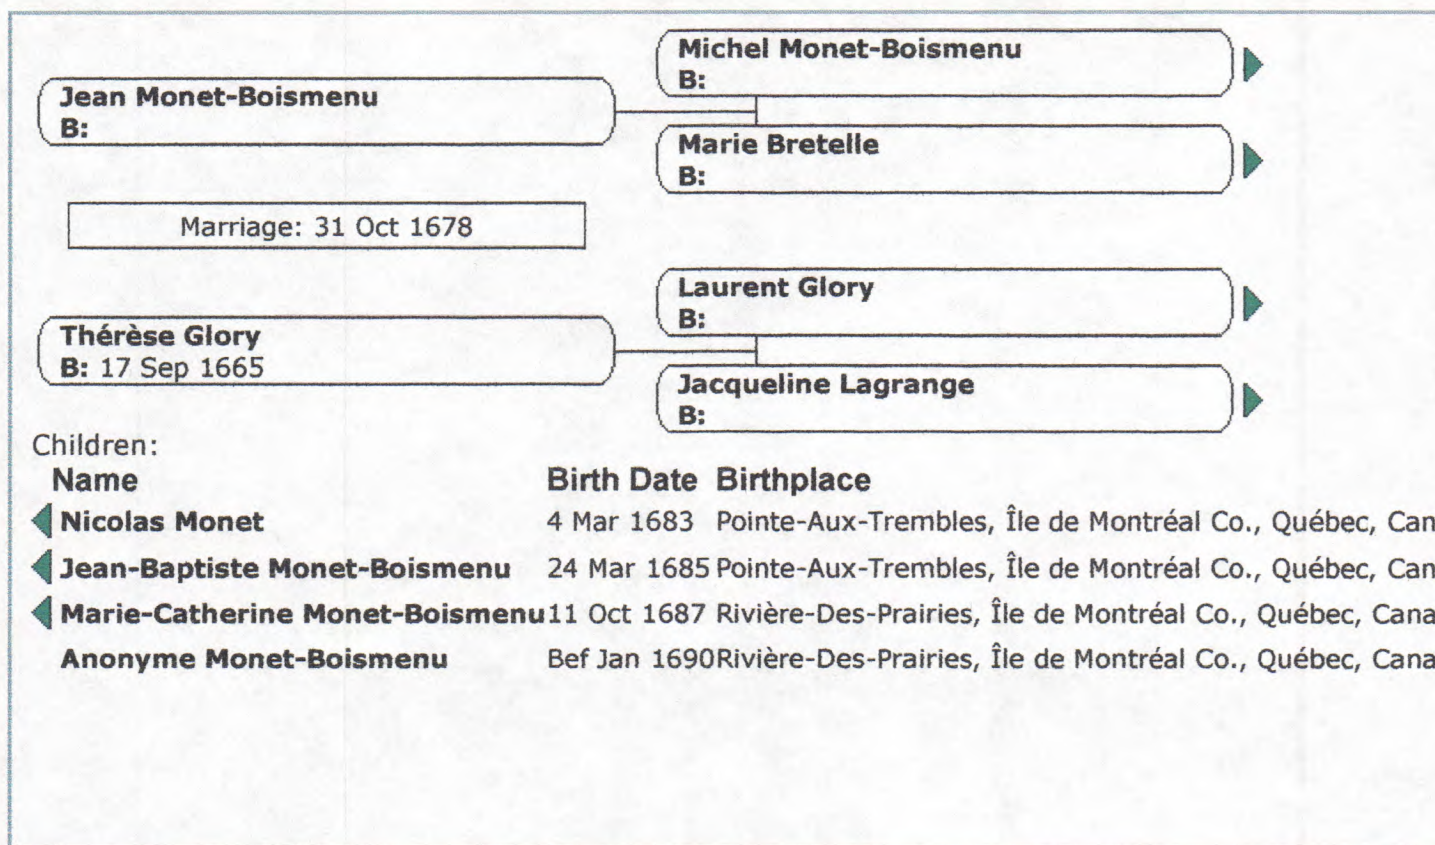 Michel Monet-Boismenu
B:
Jean Monet-Boismenu
B:
Marie Bretelle
B:
Marriage: 31 Oct 1678
Laurent Glory
B:
Thérèse Glory
B: 17 Sep 1665
Jacqueline Lagrange
B:
Children:
Name Birth Date Birthplace
Nicolas Monet 4 Mar 1683 Pointe-Aux-Trembles, Île de Montréal Co., Québec, Can
Jean-Baptiste Monet-Boismenu 24 Mar 1685 Pointe-Aux-Trembles, Île de Montréal Co., Québec, Can
Marie-Catherine Monet-Boismenu 11 Oct 1687 Rivière-Des-Prairies, Île de Montréal Co., Québec, Cana
Anonyme Monet-Boismenu Bef Jan 1690 Rivière-Des-Prairies, Île de Montréal Co., Québec, Cana